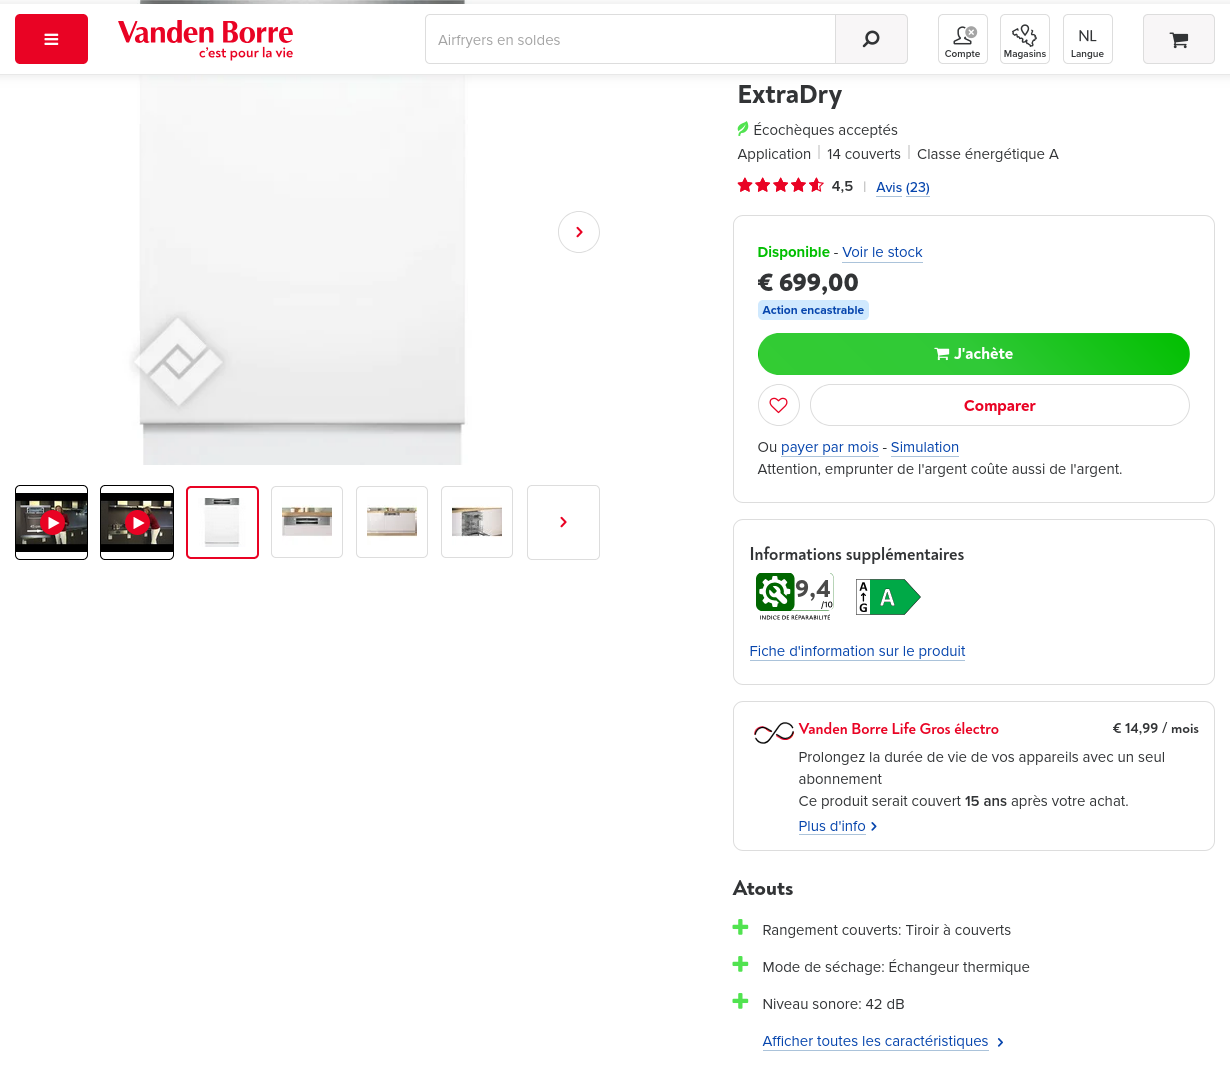 Vanden Borre
c'est pour la vie
Airfryers en soldes
Compte
Magasins
NL
Langue
ExtraDry
Écochèques acceptés
Application | 14 couverts | Classe énergétique A
4,5 | Avis (23)
Disponible - Voir le stock
€ 699,00
Action encastrable
J'achète
Comparer
Ou payer par mois - Simulation
Attention, emprunter de l'argent coûte aussi de l'argent.
Informations supplémentaires
9,4
/10
INDICE DE RÉPARABILITÉ
A
G
A
Fiche d'information sur le produit
Vanden Borre Life Gros électro
€ 14,99 / mois
Prolongez la durée de vie de vos appareils avec un seul
abonnement
Ce produit serait couvert 15 ans après votre achat.
Plus d'info
Atouts
Rangement couverts: Tiroir à couverts
Mode de séchage: Échangeur thermique
Niveau sonore: 42 dB
Afficher toutes les caractéristiques